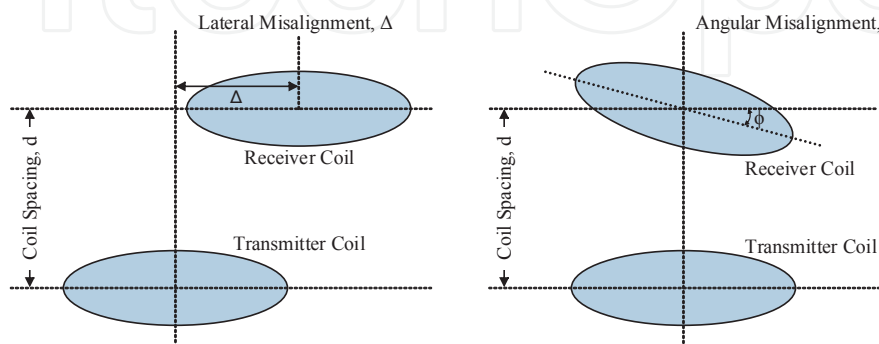 Lateral Misalignment, Δ
Δ
Coil Spacing, d
Receiver Coil
Transmitter Coil
Angular Misalignment,
ϕ
Coil Spacing, d
Receiver Coil
Transmitter Coil